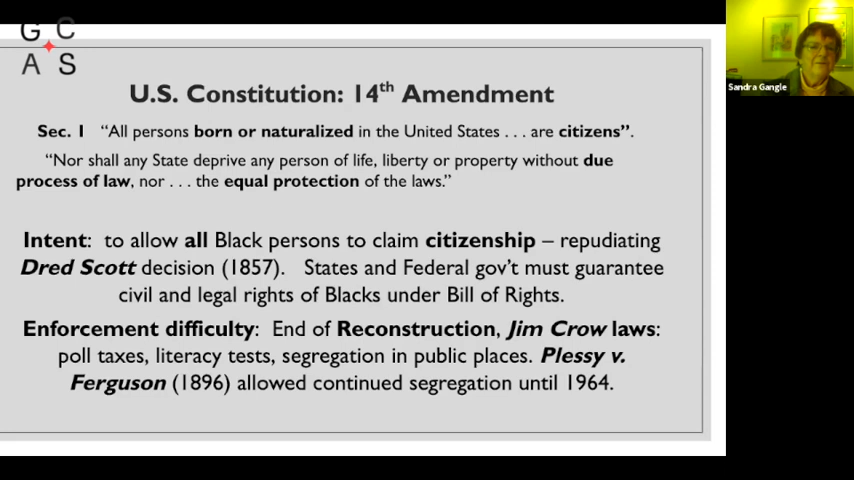 G C
A S
U.S. Constitution: 14th Amendment
Sec. 1 “All persons born or naturalized in the United States . . . are citizens”.
“Nor shall any State deprive any person of life, liberty or property without due
process of law, nor . . . the equal protection of the laws.”
Intent: to allow all Black persons to claim citizenship – repudiating
Dred Scott decision (1857). States and Federal gov’t must guarantee
civil and legal rights of Blacks under Bill of Rights.
Enforcement difficulty: End of Reconstruction, Jim Crow laws:
poll taxes, literacy tests, segregation in public places. Plessy v.
Ferguson (1896) allowed continued segregation until 1964.
Sandra Gangle